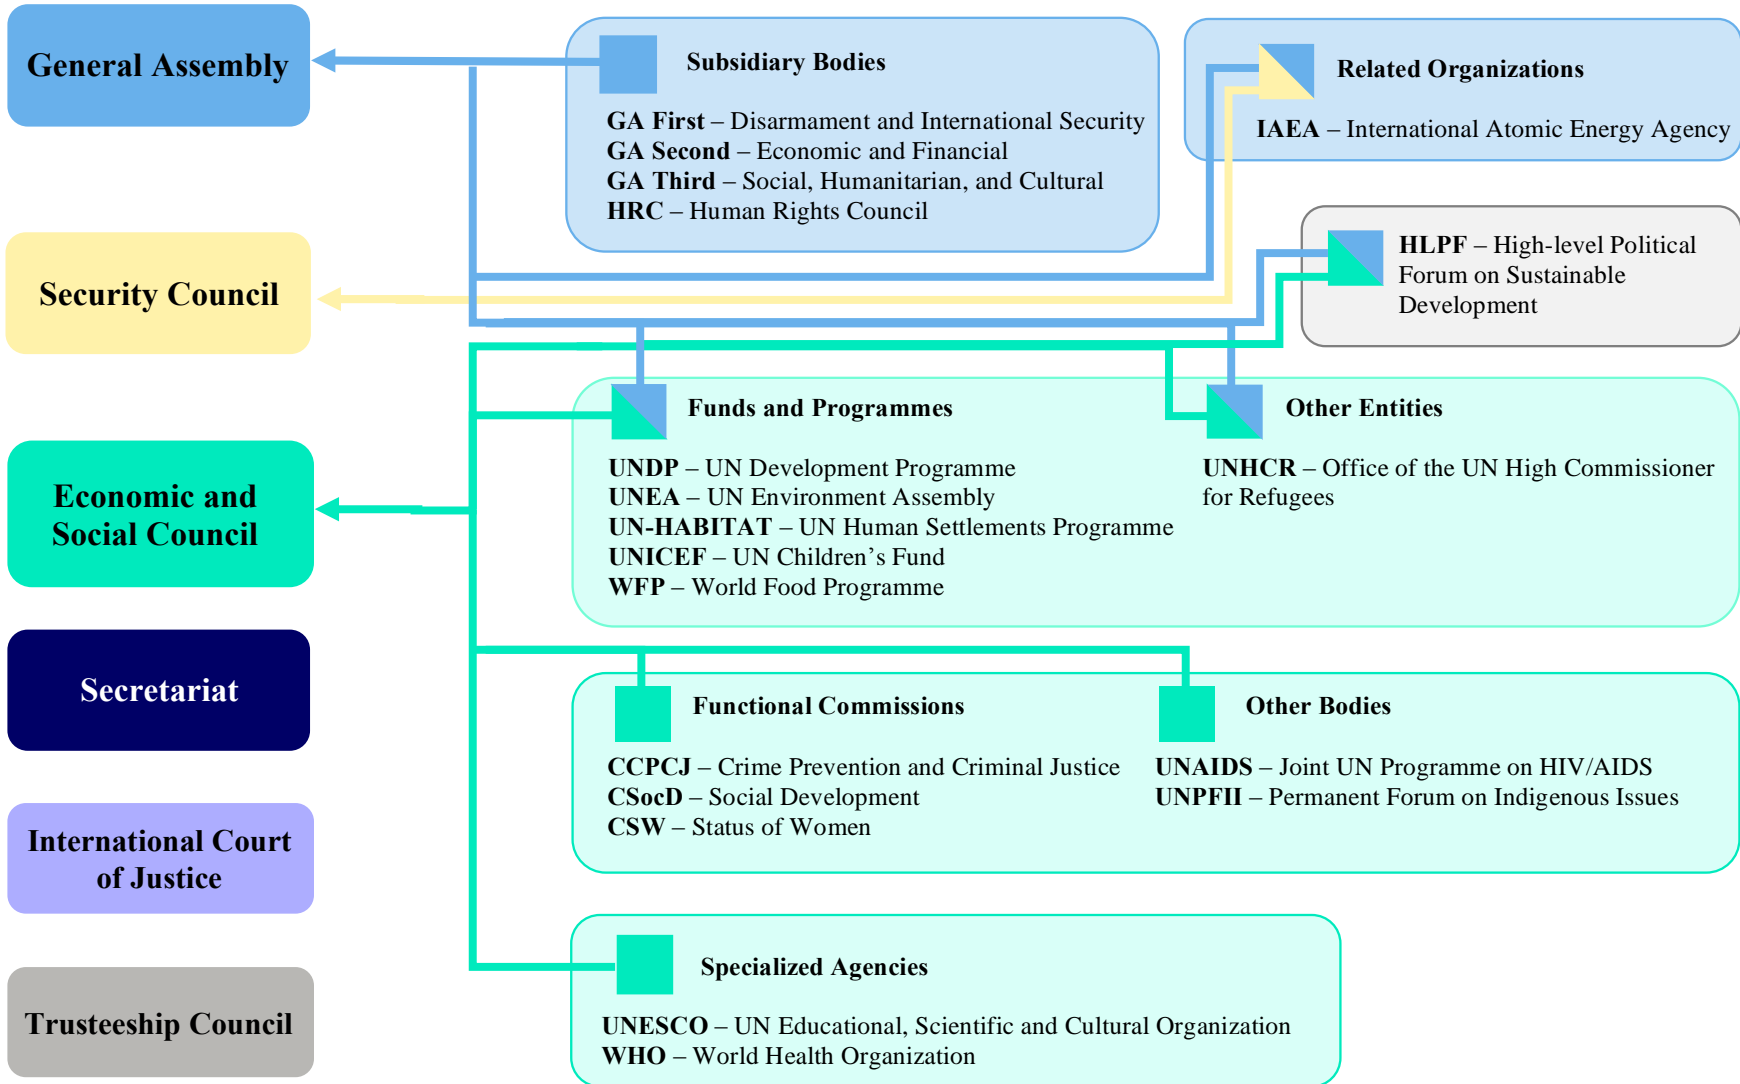 General Assembly
Security Council
Economic and
Social Council
Secretariat
International Court
of Justice
Trusteeship Council
Subsidiary Bodies
GA First – Disarmament and International Security
GA Second – Economic and Financial
GA Third – Social, Humanitarian, and Cultural
HRC – Human Rights Council
Related Organizations
IAEA – International Atomic Energy Agency
HLPF – High-level Political
Forum on Sustainable
Development
Funds and Programmes
UNDP – UN Development Programme
UNEA – UN Environment Assembly
UN-HABITAT – UN Human Settlements Programme
UNICEF – UN Children’s Fund
WFP – World Food Programme
Other Entities
UNHCR – Office of the UN High Commissioner
for Refugees
Functional Commissions
CCPCJ – Crime Prevention and Criminal Justice
CSocD – Social Development
CSW – Status of Women
Other Bodies
UNAIDS – Joint UN Programme on HIV/AIDS
UNPFII – Permanent Forum on Indigenous Issues
Specialized Agencies
UNESCO – UN Educational, Scientific and Cultural Organization
WHO – World Health Organization